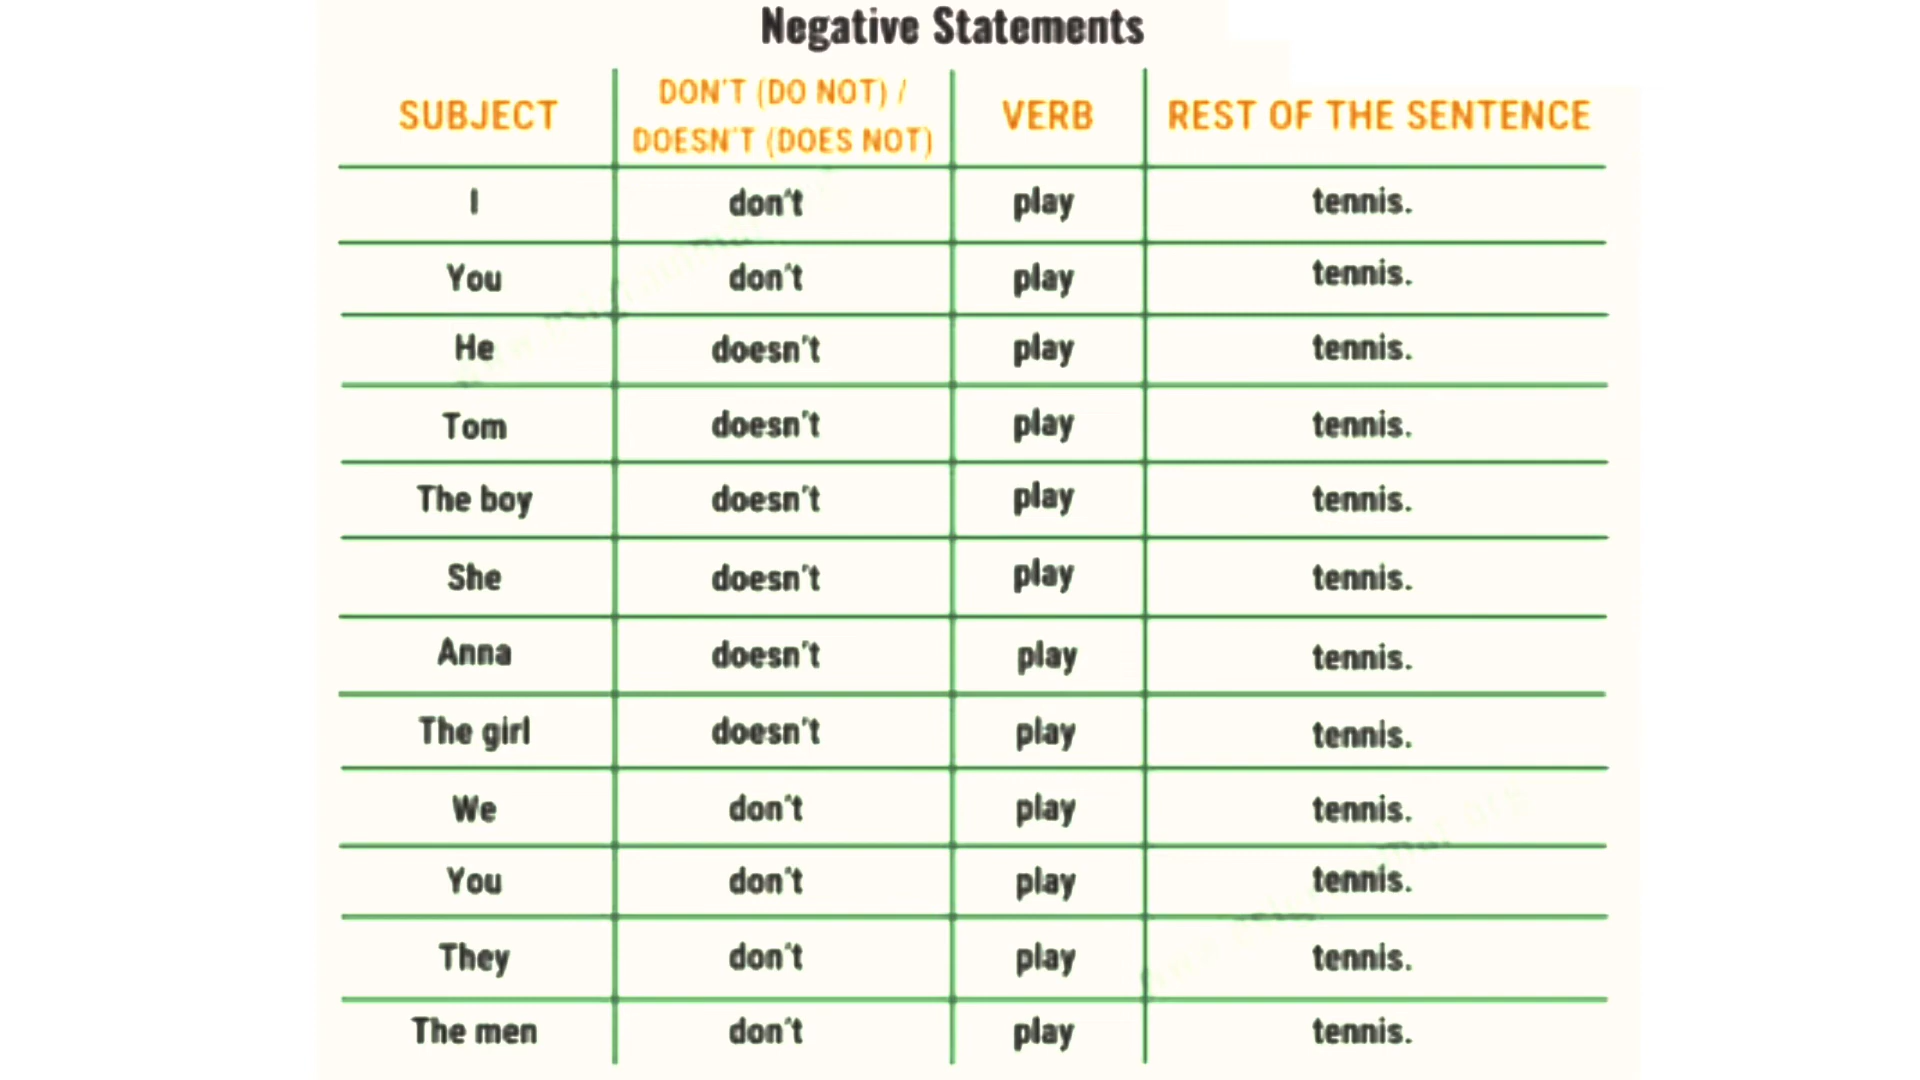 Negative Statements
SUBJECT DON'T (DO NOT) / DOESN'T (DOES NOT) VERB REST OF THE SENTENCE
I don't play tennis.
You don't play tennis.
He doesn't play tennis.
Tom doesn't play tennis.
The boy doesn't play tennis.
She doesn't play tennis.
Anna doesn't play tennis.
The girl doesn't play tennis.
We don't play tennis.
You don't play tennis.
They don't play tennis.
The men don't play tennis.